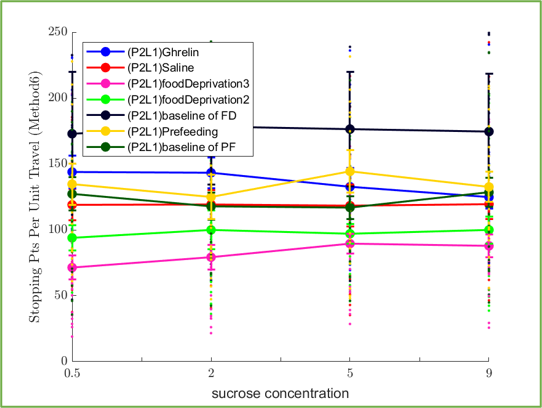 250
200
150
100
50
0
Stopping Pts Per Unit Travel (Method6)
(P2L1)Ghrelin
(P2L1)Saline
(P2L1)foodDeprivation3
(P2L1)foodDeprivation2
(P2L1)baseline of FD
(P2L1)Prefeeding
(P2L1)baseline of PF
0.5 2 5 9
sucrose concentration